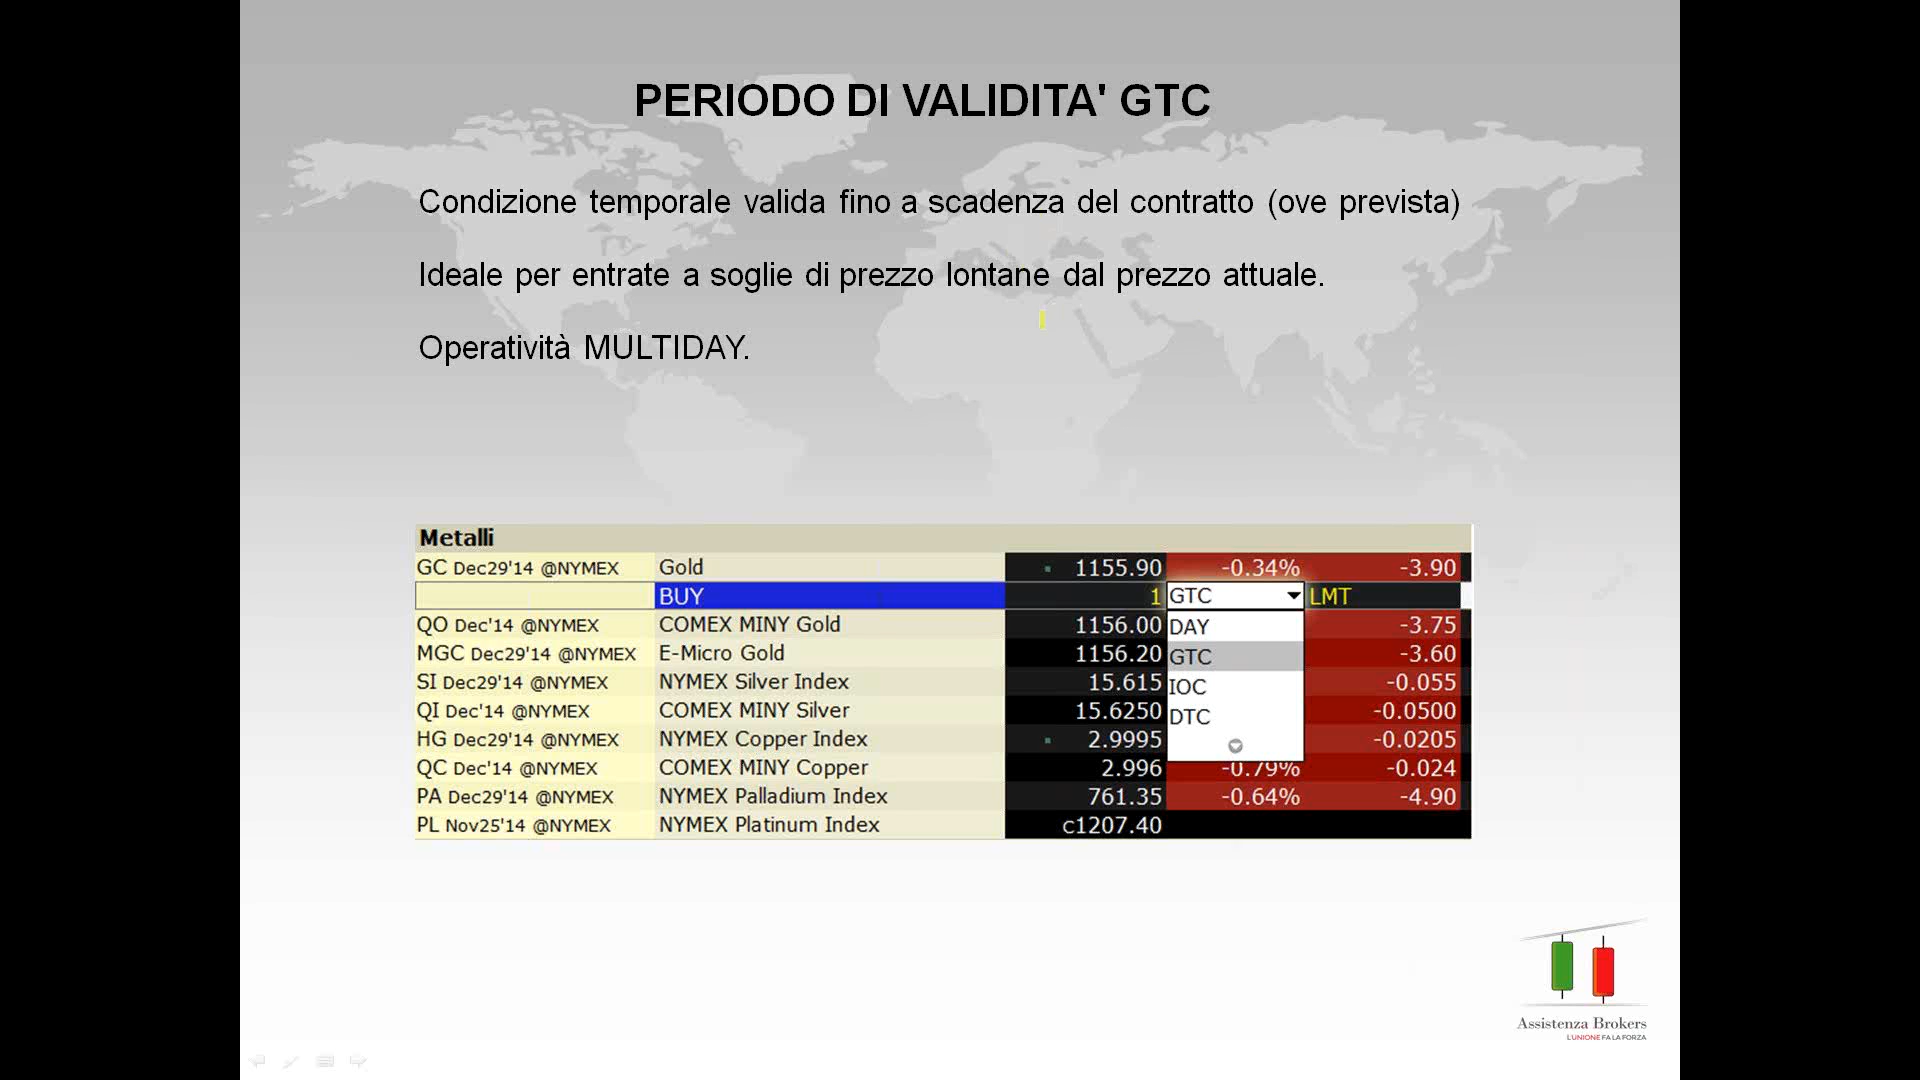 PERIODO DI VALIDITA' GTC
Condizione temporale valida fino a scadenza del contratto (ove prevista)
Ideale per entrate a soglie di prezzo lontane dal prezzo attuale.
Operatività MULTIDAY.
Metalli
GC Dec29'14 @NYMEX Gold 1155.90 -0.34% -3.90
BUY 1 GTC LMT
QO Dec'14 @NYMEX COMEX MINY Gold 1156.00 DAY -3.75
MGC Dec29'14 @NYMEX E-Micro Gold 1156.20 GTC -3.60
SI Dec29'14 @NYMEX NYMEX Silver Index 15.615 IOC -0.055
QI Dec'14 @NYMEX COMEX MINY Silver 15.6250 DTC -0.0500
HG Dec29'14 @NYMEX NYMEX Copper Index 2.9995 -0.0205
QC Dec'14 @NYMEX COMEX MINY Copper 2.996 -0.79% -0.024
PA Dec29'14 @NYMEX NYMEX Palladium Index 761.35 -0.64% -4.90
PL Nov25'14 @NYMEX NYMEX Platinum Index c1207.40
Assistenza Brokers
L'UNIONE FA LA FORZA